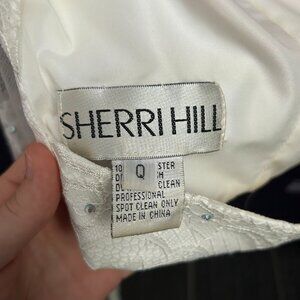 SHERRI HILL
Q
PROFESSIONAL
SPOT CLEAN ONLY
MADE IN CHINA